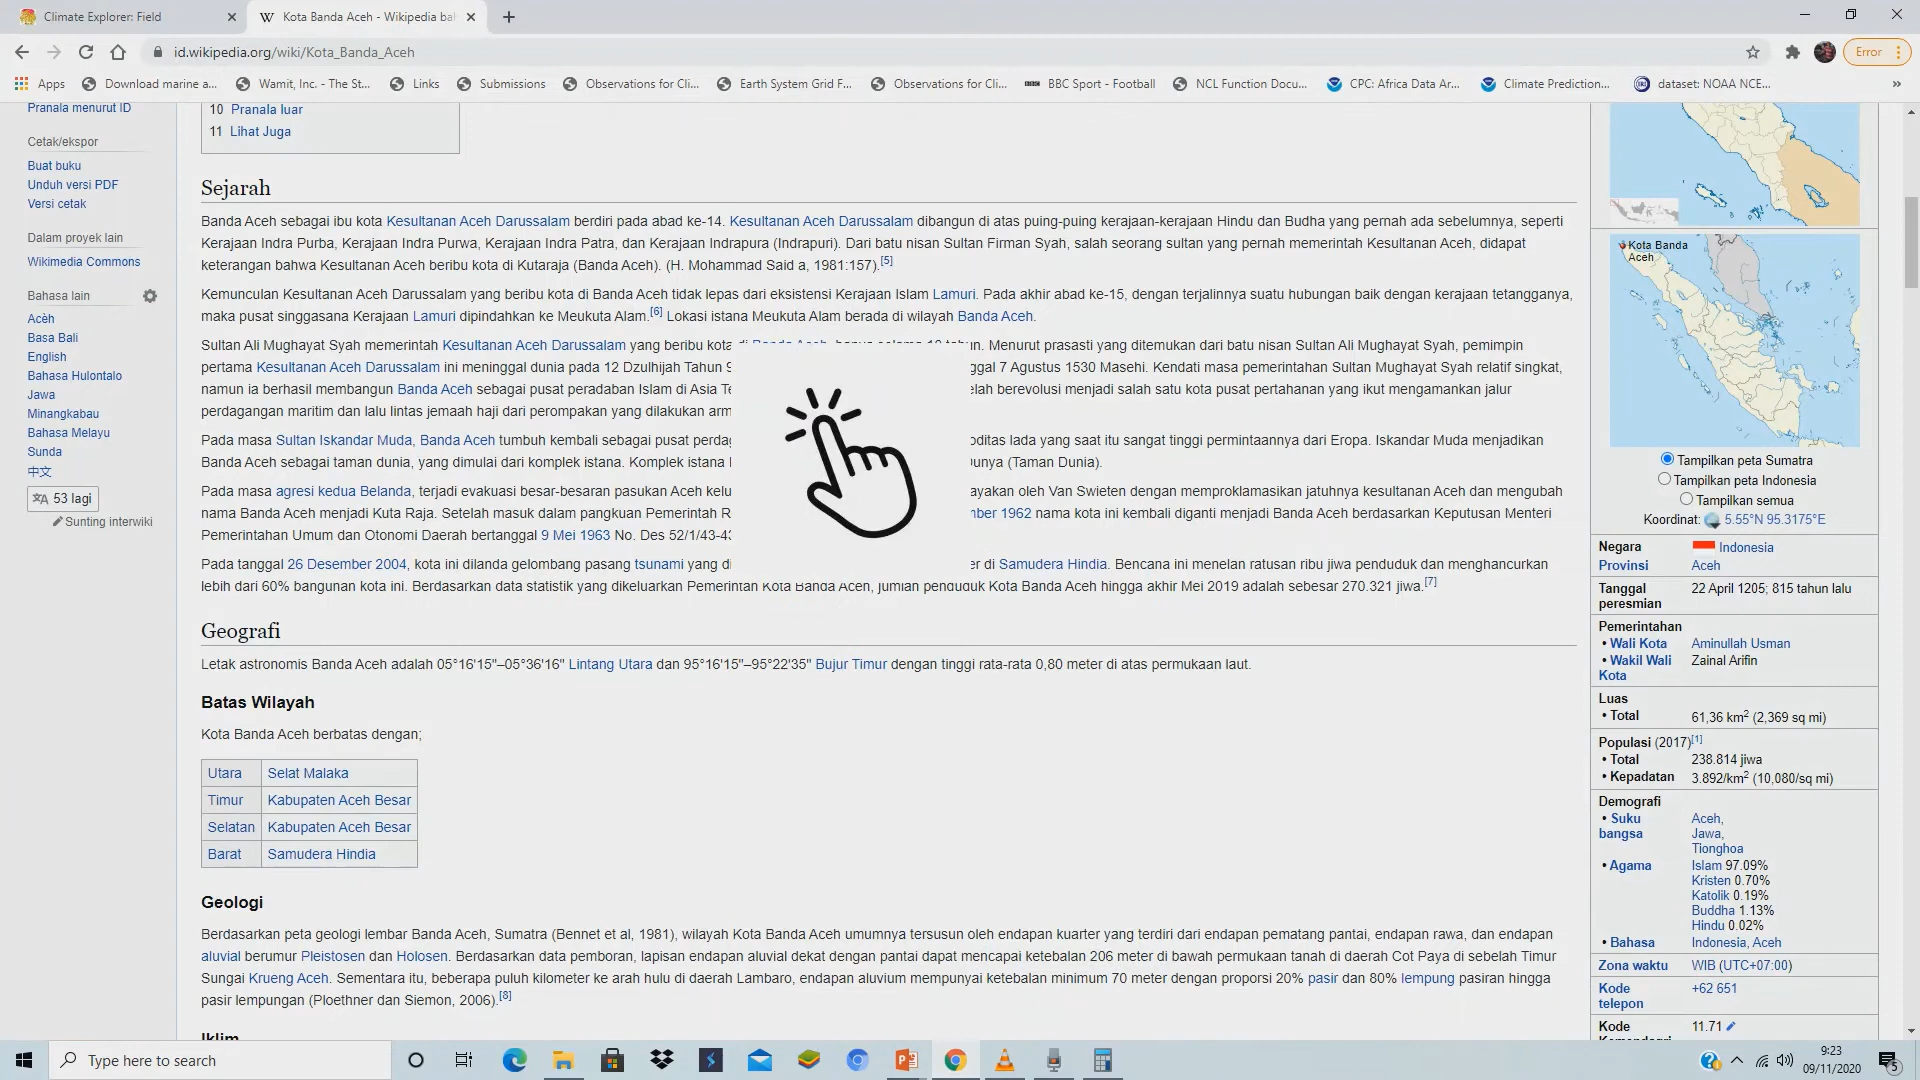 Climate Explorer: Field
Kota Banda Aceh - Wikipedia bah
id.wikipedia.org/wiki/Kota_Banda_Aceh
Error
Apps
Download marine a...
Wamit, Inc. - The St...
Links
Submissions
Observations for Cli...
Earth System Grid F...
Observations for Cli...
BBC Sport - Football
NCL Function Docu...
CPC: Africa Data Ar...
Climate Prediction...
dataset: NOAA NCE...
»
Pranala menurut ID
Cetak/ekspor
Buat buku
Unduh versi PDF
Versi cetak
Dalam proyek lain
Wikimedia Commons
Bahasa lain
Acèh
Basa Bali
English
Bahasa Hulontalo
Jawa
Minangkabau
Bahasa Melayu
Sunda
中文
53 lagi
Sunting interwiki
10 Pranala luar
11 Lihat Juga
Sejarah
Banda Aceh sebagai ibu kota Kesultanan Aceh Darussalam berdiri pada abad ke-14. Kesultanan Aceh Darussalam dibangun di atas puing-puing kerajaan-kerajaan Hindu dan Budha yang pernah ada sebelumnya, seperti
Kerajaan Indra Purba, Kerajaan Indra Purwa, Kerajaan Indra Patra, dan Kerajaan Indrapura (Indrapuri). Dari batu nisan Sultan Firman Syah, salah seorang sultan yang pernah memerintah Kesultanan Aceh, didapat
keterangan bahwa Kesultanan Aceh beribu kota di Kutaraja (Banda Aceh). (H. Mohammad Said a, 1981:157).[5]
Kemunculan Kesultanan Aceh Darussalam yang beribu kota di Banda Aceh tidak lepas dari eksistensi Kerajaan Islam Lamuri. Pada akhir abad ke-15, dengan terjalinnya suatu hubungan baik dengan kerajaan tetangganya,
maka pusat singgasana Kerajaan Lamuri dipindahkan ke Meukuta Alam.[6] Lokasi istana Meukuta Alam berada di wilayah Banda Aceh.
Sultan Ali Mughayat Syah memerintah Kesultanan Aceh Darussalam yang beribu kota di Banda Aceh, hanya selama 10 tahun. Menurut prasasti yang ditemukan dari batu nisan Sultan Ali Mughayat Syah, pemimpin
pertama Kesultanan Aceh Darussalam ini meninggal dunia pada 12 Dzulhijah Tahun 9 ggal 7 Agustus 1530 Masehi. Kendati masa pemerintahan Sultan Mughayat Syah relatif singkat,
namun ia berhasil membangun Banda Aceh sebagai pusat peradaban Islam di Asia Te elah berevolusi menjadi salah satu kota pusat pertahanan yang ikut mengamankan jalur
perdagangan maritim dan lalu lintas jemaah haji dari perompakan yang dilakukan arm
Pada masa Sultan Iskandar Muda, Banda Aceh tumbuh kembali sebagai pusat perdag oditas lada yang saat itu sangat tinggi permintaannya dari Eropa. Iskandar Muda menjadikan
Banda Aceh sebagai taman dunia, yang dimulai dari komplek istana. Komplek istana unya (Taman Dunia).
Pada masa agresi kedua Belanda, terjadi evakuasi besar-besaran pasukan Aceh kelu ayakan oleh Van Swieten dengan memproklamasikan jatuhnya kesultanan Aceh dan mengubah
nama Banda Aceh menjadi Kuta Raja. Setelah masuk dalam pangkuan Pemerintah R mber 1962 nama kota ini kembali diganti menjadi Banda Aceh berdasarkan Keputusan Menteri
Pemerintahan Umum dan Otonomi Daerah bertanggal 9 Mei 1963 No. Des 52/1/43-43
Pada tanggal 26 Desember 2004, kota ini dilanda gelombang pasang tsunami yang di er di Samudera Hindia. Bencana ini menelan ratusan ribu jiwa penduduk dan menghancurkan
lebih dari 60% bangunan kota ini. Berdasarkan data statistik yang dikeluarkan Pemerintah Kota Banda Aceh, jumlah penduduk Kota Banda Aceh hingga akhir Mei 2019 adalah sebesar 270.321 jiwa.[7]
Geografi
Letak astronomis Banda Aceh adalah 05°16'15"–05°36'16" Lintang Utara dan 95°16'15"–95°22'35" Bujur Timur dengan tinggi rata-rata 0,80 meter di atas permukaan laut.
Batas Wilayah
Kota Banda Aceh berbatas dengan;
Utara Selat Malaka
Timur Kabupaten Aceh Besar
Selatan Kabupaten Aceh Besar
Barat Samudera Hindia
Geologi
Berdasarkan peta geologi lembar Banda Aceh, Sumatra (Bennet et al, 1981), wilayah Kota Banda Aceh umumnya tersusun oleh endapan kuarter yang terdiri dari endapan pematang pantai, endapan rawa, dan endapan
aluvial berumur Pleistosen dan Holosen. Berdasarkan data pemboran, lapisan endapan aluvial dekat dengan pantai dapat mencapai ketebalan 206 meter di bawah permukaan tanah di daerah Cot Paya di sebelah Timur
Sungai Krueng Aceh. Sementara itu, beberapa puluh kilometer ke arah hulu di daerah Lambaro, endapan aluvium mempunyai ketebalan minimum 70 meter dengan proporsi 20% pasir dan 80% lempung pasiran hingga
pasir lempungan (Ploethner dan Siemon, 2006).[8]
Iklim
Kota Banda
Aceh
Tampilkan peta Sumatra
Tampilkan peta Indonesia
Tampilkan semua
Koordinat: 5.55°N 95.3175°E
Negara Indonesia
Provinsi Aceh
Tanggal peresmian 22 April 1205; 815 tahun lalu
Pemerintahan
• Wali Kota Aminullah Usman
• Wakil Wali Kota Zainal Arifin
Luas
• Total 61,36 km2 (2,369 sq mi)
Populasi (2017)[1]
• Total 238.814 jiwa
• Kepadatan 3.892/km2 (10,080/sq mi)
Demografi
• Suku bangsa Aceh,
Jawa,
Tionghoa
• Agama Islam 97.09%
Kristen 0.70%
Katolik 0.19%
Buddha 1.13%
Hindu 0.02%
• Bahasa Indonesia, Aceh
Zona waktu WIB (UTC+07:00)
Kode telepon +62 651
Kode 11.71
Type here to search
9:23
09/11/2020
5